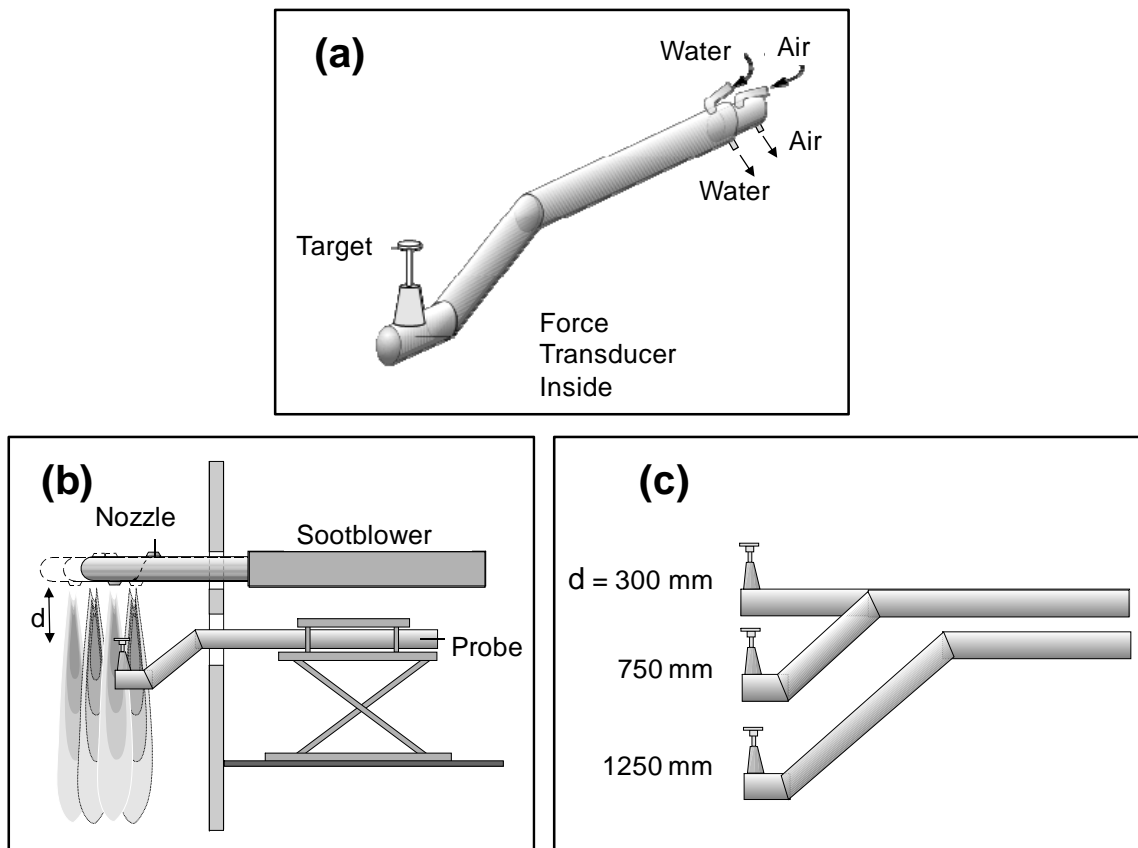 (a)
Water
Air
Air
Water
Target
Force
Transducer
Inside
(b)
Nozzle
Sootblower
d
Probe
(c)
d = 300 mm
750 mm
1250 mm